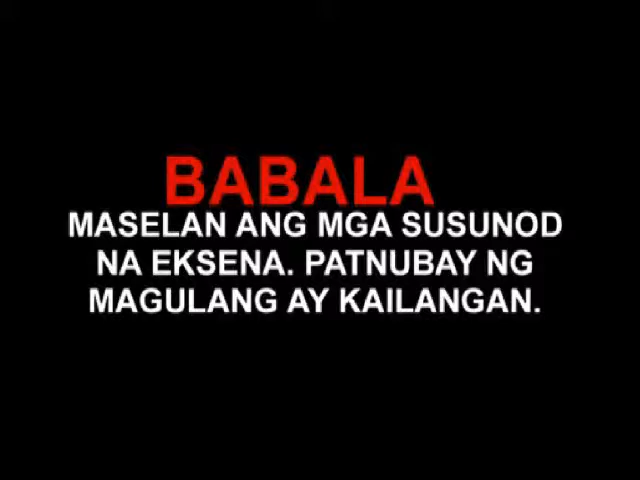 BABALA
MASELAN ANG MGA SUSUNOD
NA EKSENA. PATNUBAY NG
MAGULANG AY KAILANGAN.